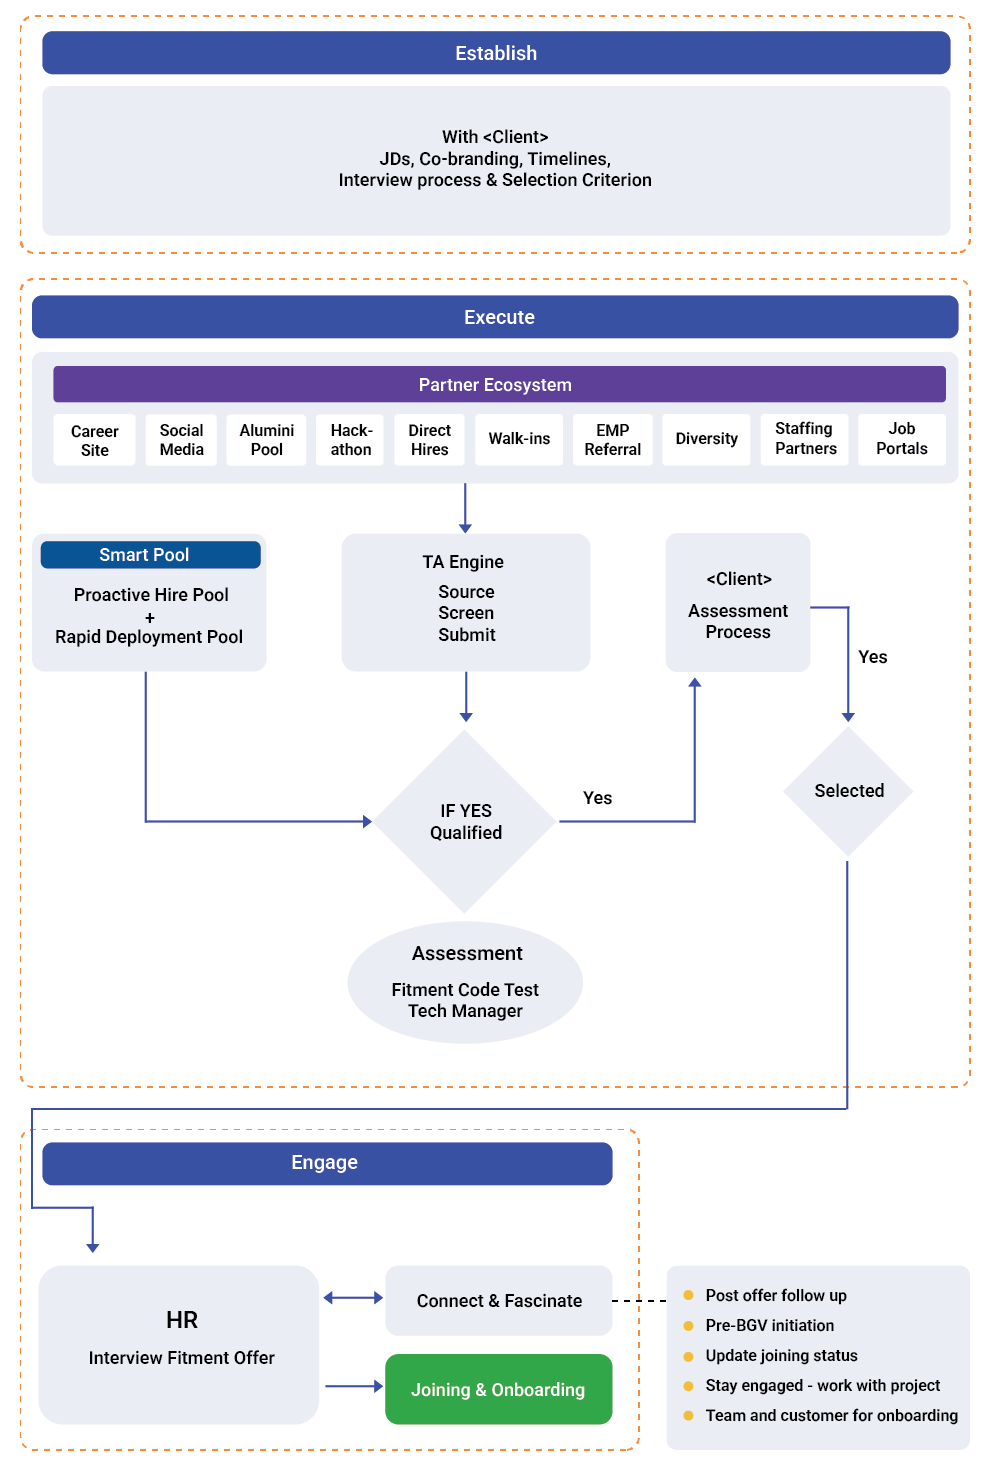 Establish
With <Client>
JDs, Co-branding, Timelines,
Interview process & Selection Criterion
Execute
Partner Ecosystem
Career
Site
Social
Media
Alumini
Pool
Hack-
athon
Direct
Hires
Walk-ins
EMP
Referral
Diversity
Staffing
Partners
Job
Portals
Smart Pool
Proactive Hire Pool
+
Rapid Deployment Pool
TA Engine
Source
Screen
Submit
<Client>
Assessment
Process
Yes
IF YES
Qualified
Yes
Selected
Assessment
Fitment Code Test
Tech Manager
Engage
HR
Interview Fitment Offer
Connect & Fascinate
Joining & Onboarding
Post offer follow up
Pre-BGV initiation
Update joining status
Stay engaged - work with project
Team and customer for onboarding